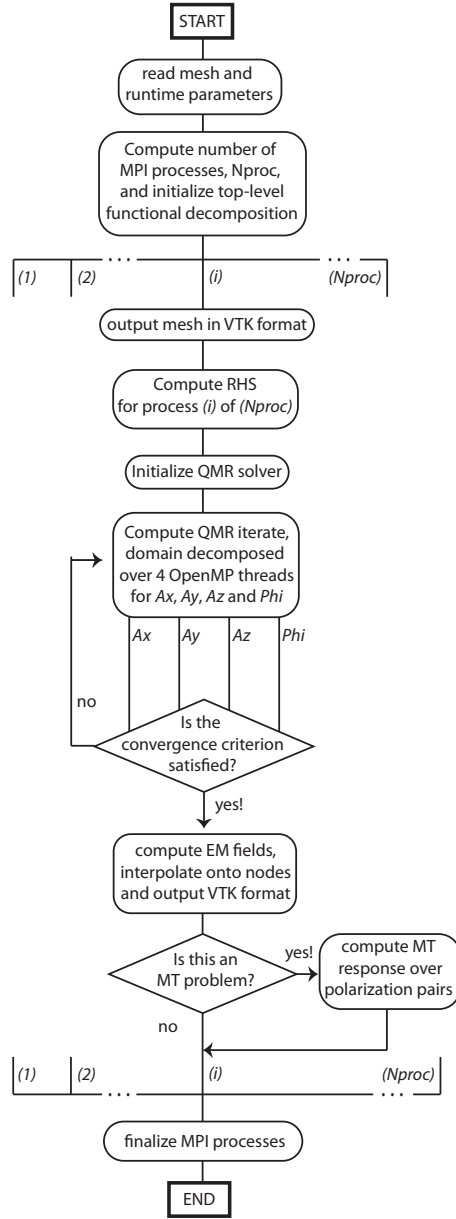 START
read mesh and
runtime parameters
Compute number of
MPI processes, Nproc,
and initialize top-level
functional decomposition
... ...
(1) (2) (i) (Nproc)
output mesh in VTK format
Compute RHS
for process (i) of (Nproc)
Initialize QMR solver
Compute QMR iterate,
domain decomposed
over 4 OpenMP threads
for Ax, Ay, Az and Phi
Ax Ay Az Phi
no
Is the
convergence criterion
satisfied?
yes!
compute EM fields,
interpolate onto nodes
and output VTK format
Is this an
MT problem?
yes!
compute MT
response over
polarization pairs
no
(1) (2) (i) (Nproc)
... ...
finalize MPI processes
END